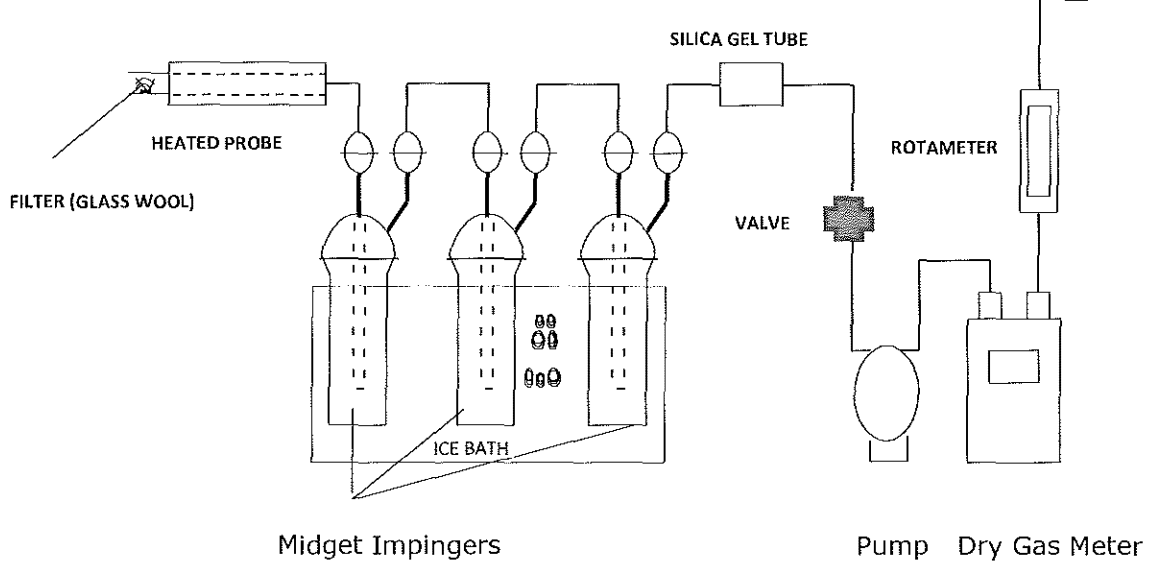 SILICA GEL TUBE
HEATED PROBE
ROTAMETER
FILTER (GLASS WOOL)
VALVE
ICE BATH
Midget Impingers
Pump
Dry Gas Meter